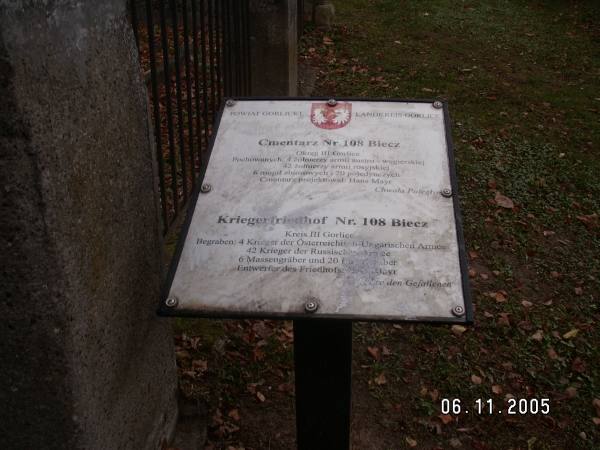 POWIAT GORLICKI LANDKREIS GORLICE
Cmentarz Nr 108 Biecz
Okręg III Gorlice
Pochowanych: 4 żołnierzy armii austro - węgierskiej
42 żołnierzy armii rosyjskiej
6 mogił zbiorowych i 20 pojedynczych
Cmentarz projektował: Hans Mayr
Chwała Poległym
Kriegerfriedhof Nr. 108 Biecz
Kreis III Gorlice
Begraben: 4 Krieger der Österreichisch-Ungarischen Armee
42 Krieger der Russischen Armee
6 Massengräber und 20
Entwerfer des Friedhofs: Mayr
den Gefallenen
06.11.2005